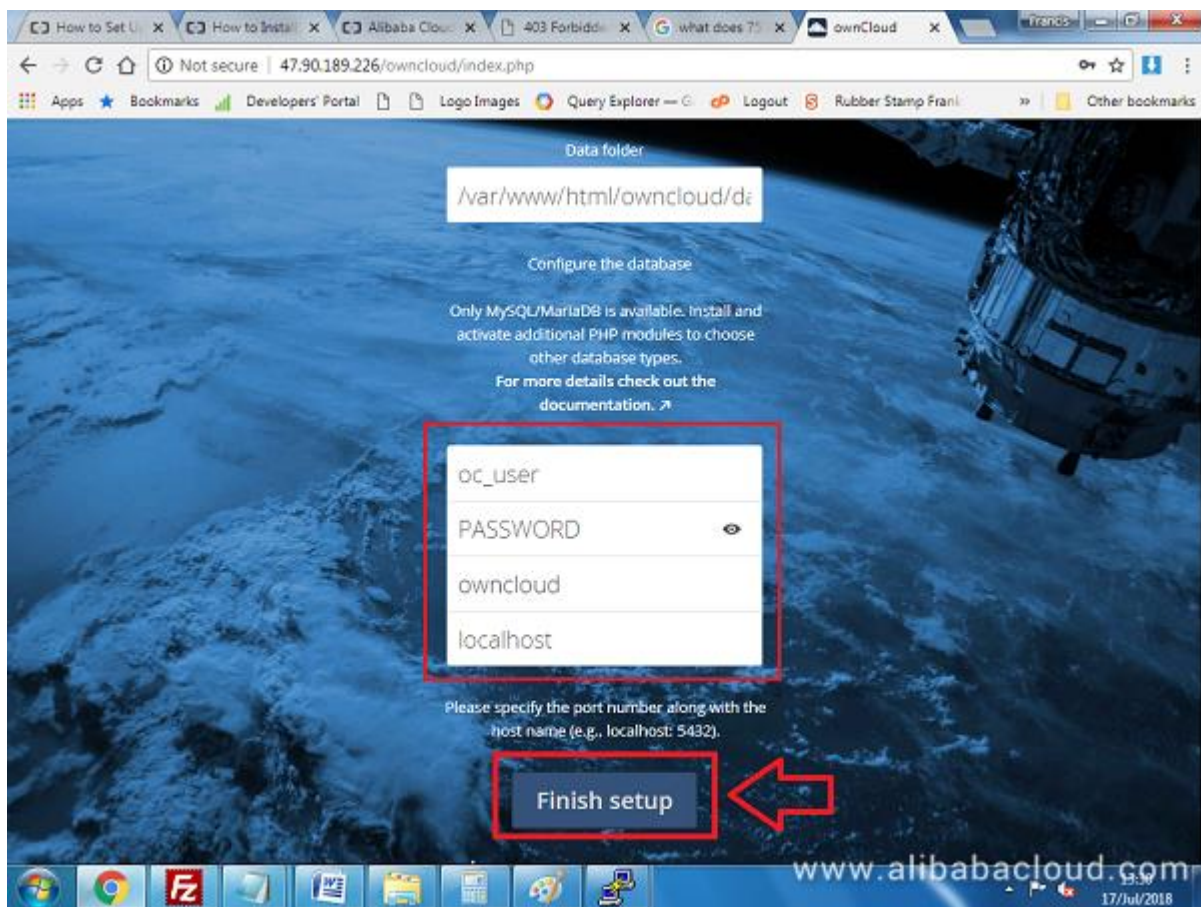 How to Set U
How to Instal
Alibaba Clou
403 Forbidde
what does 75
ownCloud
Francis
Not secure | 47.90.189.226/owncloud/index.php
Apps
Bookmarks
Developers' Portal
Logo Images
Query Explorer — G
Logout
Rubber Stamp Frank
»
Other bookmarks
Data folder
/var/www/html/owncloud/da
Configure the database
Only MySQL/MariaDB is available. Install and
activate additional PHP modules to choose
other database types.
For more details check out the
documentation. ↗
oc_user
PASSWORD
owncloud
localhost
Please specify the port number along with the
host name (e.g., localhost: 5432).
Finish setup
www.alibabacloud.com
17/Jul/2018